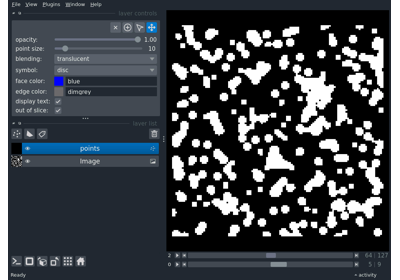 File View Plugins Window Help
layer controls
opacity: 1.00
point size: 10
blending: translucent
symbol: disc
face color: blue
edge color: dimgrey
display text:
out of slice:
layer list
points
Image
2 64 127
0 5 9
activity
Ready